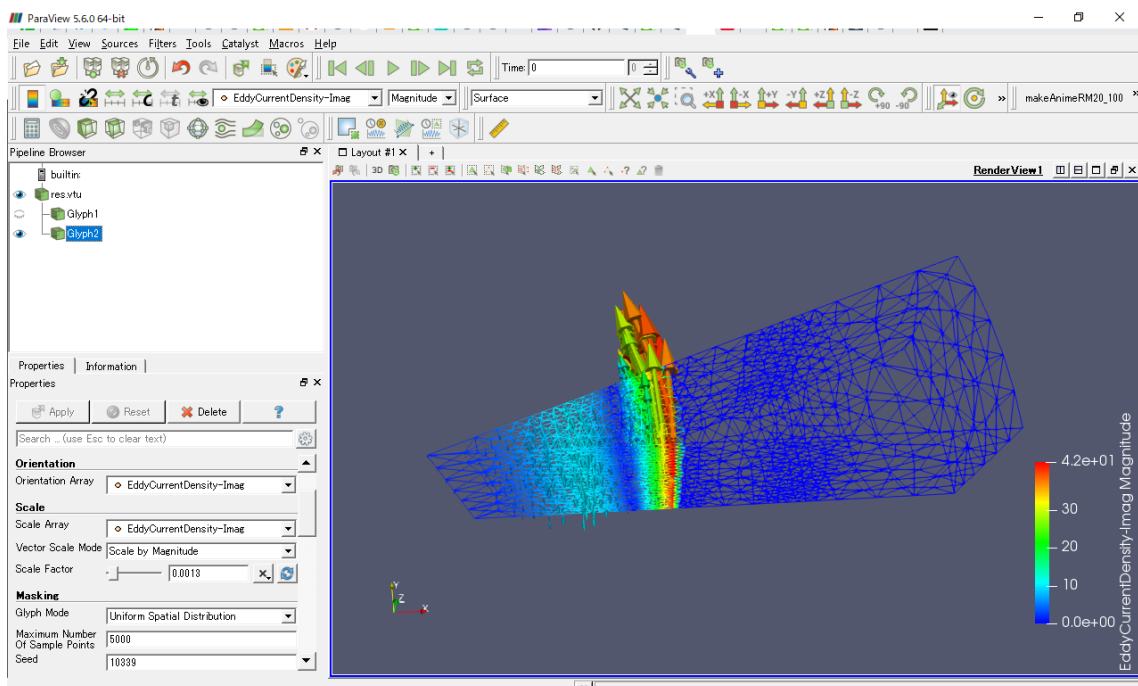 ParaView 5.6.0 64-bit
File Edit View Sources Filters Tools Catalyst Macros Help
Time: 0 0
EddyCurrentDensity-Imag Magnitude Surface +X -X +Y -Y +Z -Z +90 -90 » makeAnimeRM20_100 »
Pipeline Browser
Layout #1 × +
3D
RenderView1
builtin:
res.vtu
Glyph1
Glyph2
Properties Information
Properties
Apply Reset Delete ?
Search ... (use Esc to clear text)
Orientation
Orientation Array EddyCurrentDensity-Imag
Scale
Scale Array EddyCurrentDensity-Imag
Vector Scale Mode Scale by Magnitude
Scale Factor 0.0013
Masking
Glyph Mode Uniform Spatial Distribution
Maximum Number
Of Sample Points 5000
Seed 10339
Y
Z
X
4.2e+01
30
20
10
0.0e+00
EddyCurrentDensity-Imag Magnitude